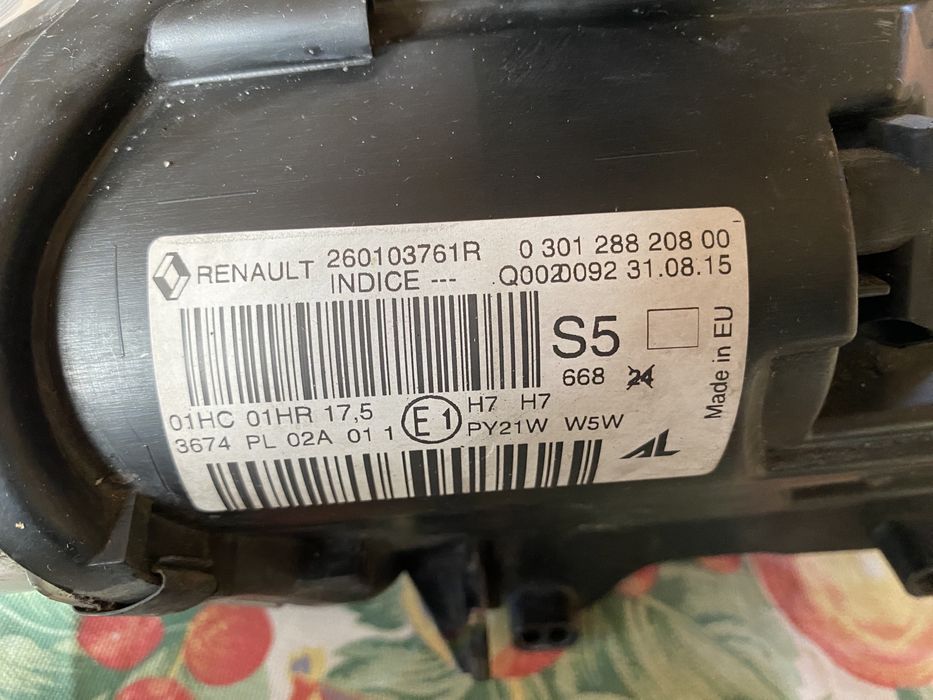 RENAULT 260103761R 0 301 288 208 00
INDICE --- Q0020092 31.08.15
S5
668 24
Made in EU
01HC 01HR 17,5 E1 H7 H7
3674 PL 02A 01 1 PY21W W5W
AL